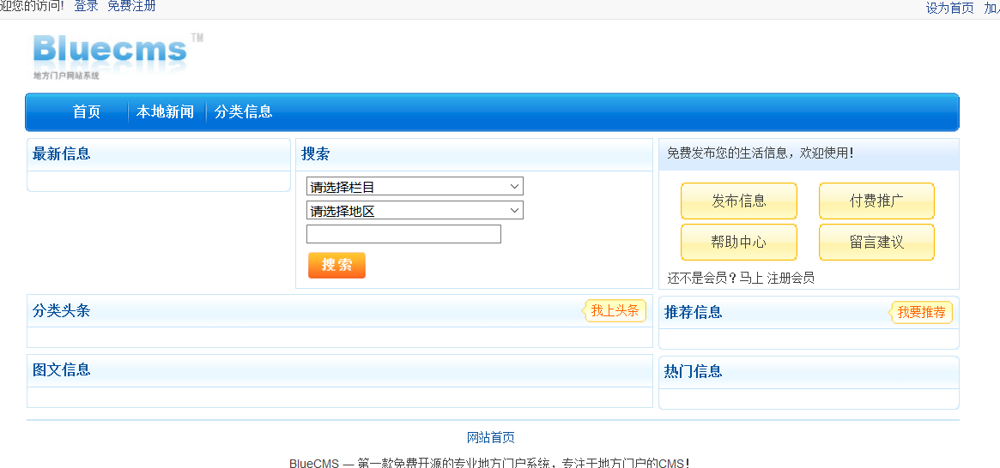 迎您的访问! 登录 免费注册 设为首页 加入
Bluecms TM
地方门户网站系统
首页 本地新闻 分类信息
最新信息
搜索
请选择栏目
请选择地区
搜索
免费发布您的生活信息，欢迎使用!
发布信息 付费推广
帮助中心 留言建议
还不是会员？马上 注册会员
分类头条 我上头条
推荐信息 我要推荐
图文信息
热门信息
网站首页
BlueCMS — 第一款免费开源的专业地方门户系统，专注于地方门户的CMS!